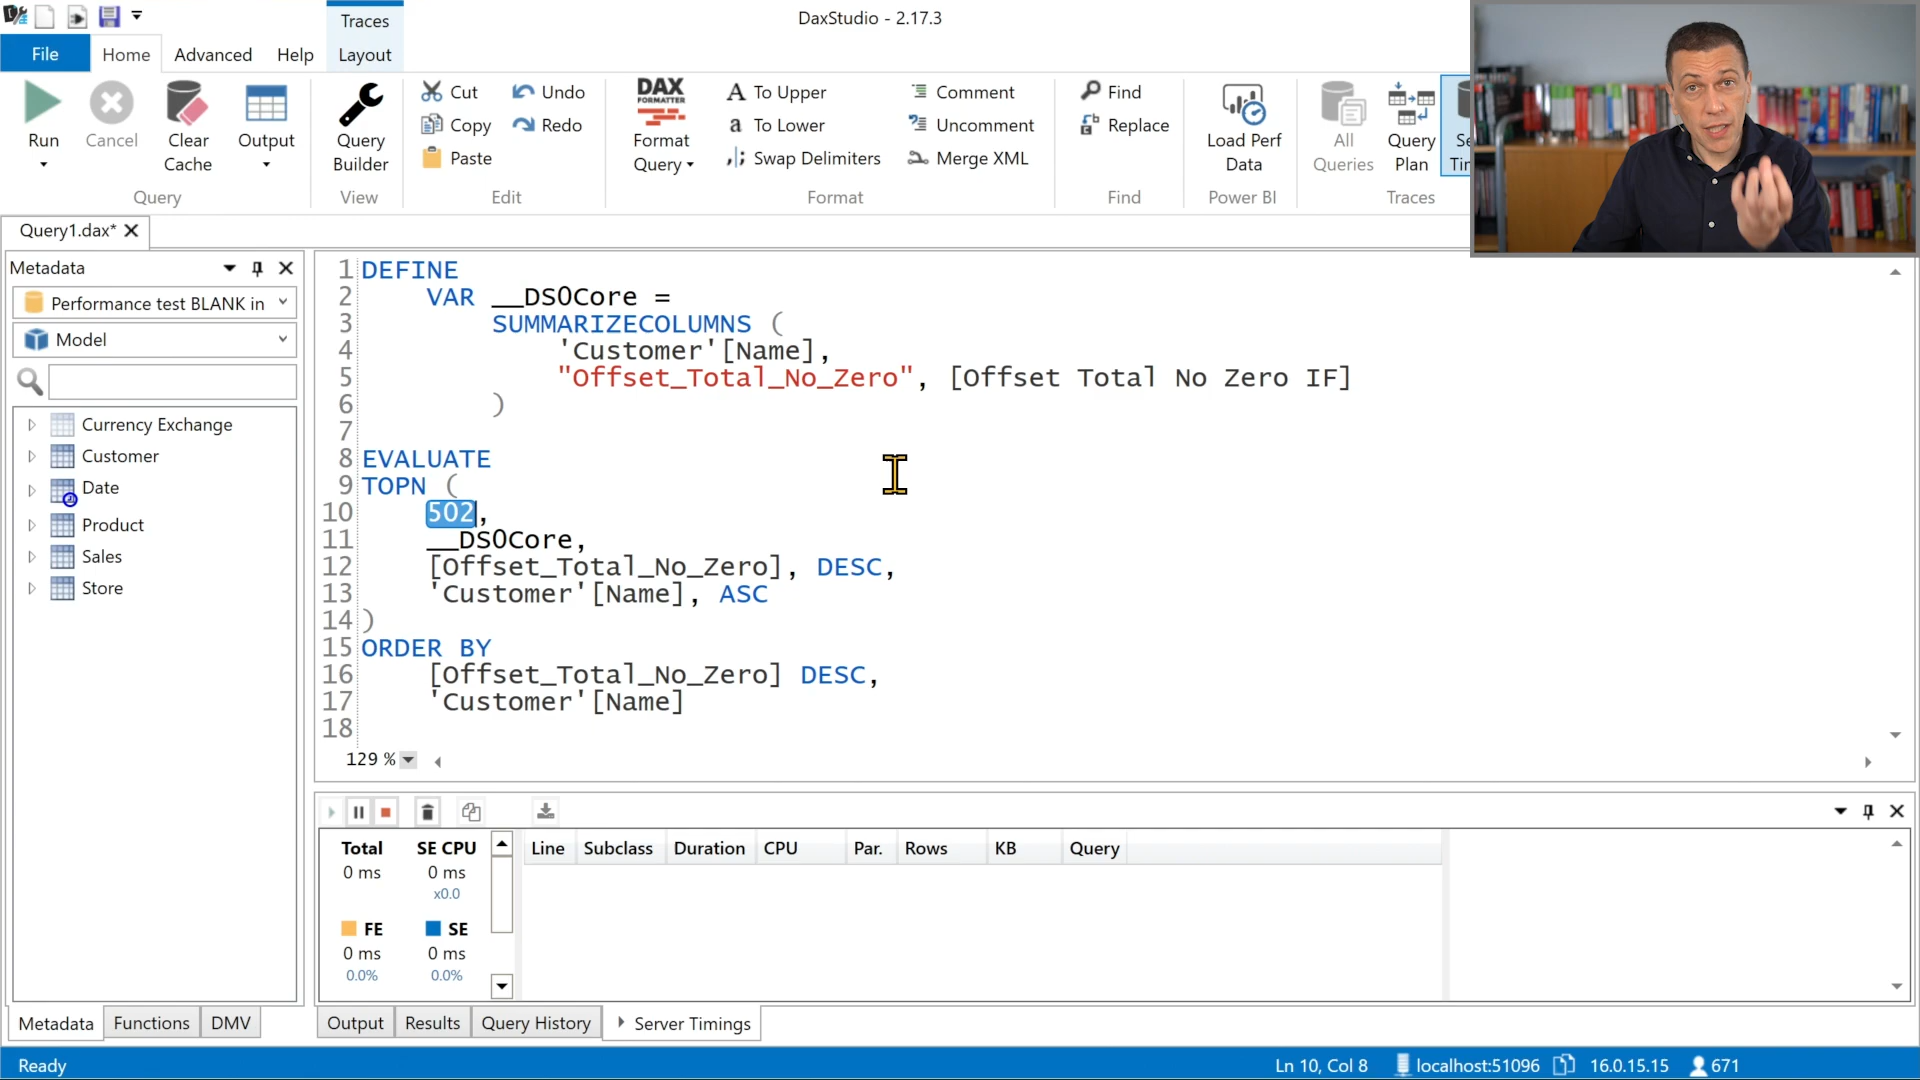 Traces
DaxStudio - 2.17.3
File
Home
Advanced
Help
Layout
Run
Cancel
Clear
Cache
Output
Query
Query
Builder
View
Cut
Copy
Paste
Undo
Redo
Edit
DAX
FORMATTER
Format
Query
A To Upper
a To Lower
Swap Delimiters
Format
Comment
Uncomment
Merge XML
Find
Replace
Find
Load Perf
Data
Power BI
All
Queries
Query
Plan
Se
Tim
Traces
Query1.dax*
Metadata
Performance test BLANK in
Model
Currency Exchange
Customer
Date
Product
Sales
Store
1 DEFINE
2 VAR __DS0Core =
3 SUMMARIZECOLUMNS (
4 'Customer'[Name],
5 "Offset_Total_No_Zero", [Offset Total No Zero IF]
6 )
7
8 EVALUATE
9 TOPN (
10 502,
11 __DS0Core,
12 [Offset_Total_No_Zero], DESC,
13 'Customer'[Name], ASC
14 )
15 ORDER BY
16 [Offset_Total_No_Zero] DESC,
17 'Customer'[Name]
18
129 %
Total SE CPU
0 ms 0 ms
x0.0
FE SE
0 ms 0 ms
0.0% 0.0%
Line Subclass Duration CPU Par. Rows KB Query
Metadata Functions DMV
Output Results Query History Server Timings
Ready
Ln 10, Col 8 localhost:51096 16.0.15.15 671